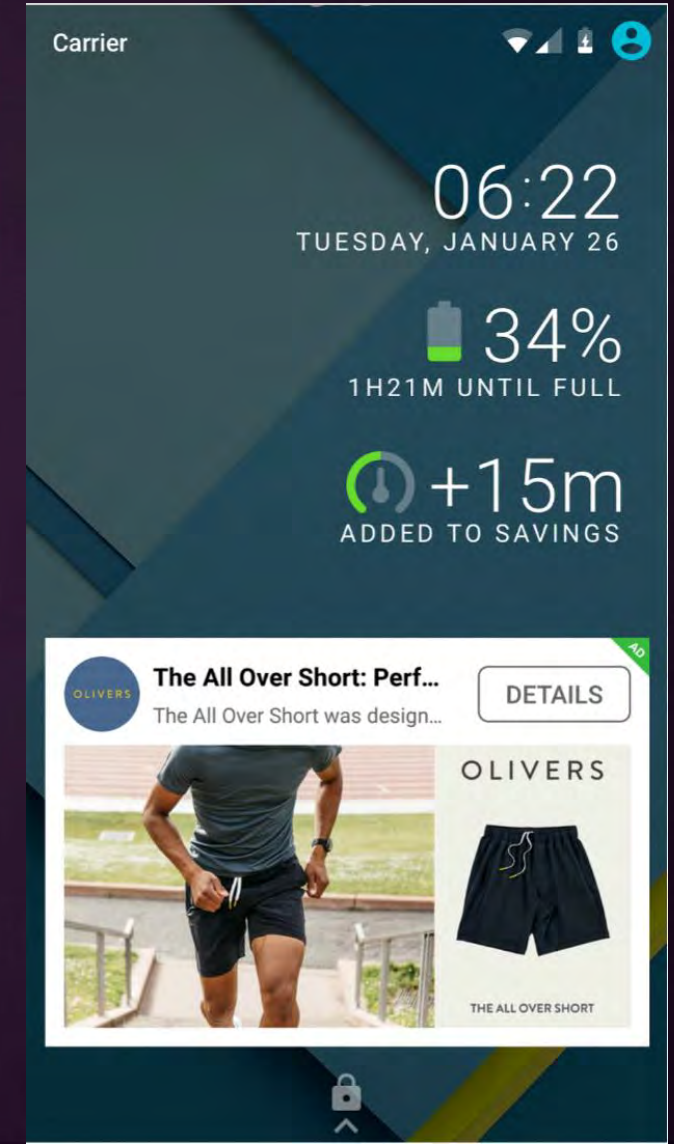 Carrier
06:22
TUESDAY, JANUARY 26
34%
1H21M UNTIL FULL
+15m
ADDED TO SAVINGS
AD
OLIVERS
The All Over Short: Perf...
The All Over Short was design...
DETAILS
OLIVERS
THE ALL OVER SHORT